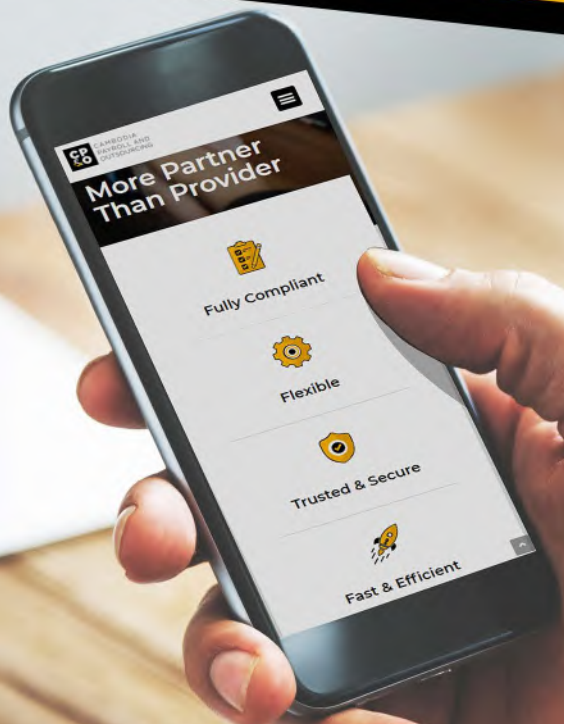 CP
&O
CAMBODIA
PAYROLL AND
OUTSOURCING
More Partner
Than Provider
Fully Compliant
Flexible
Trusted & Secure
Fast & Efficient